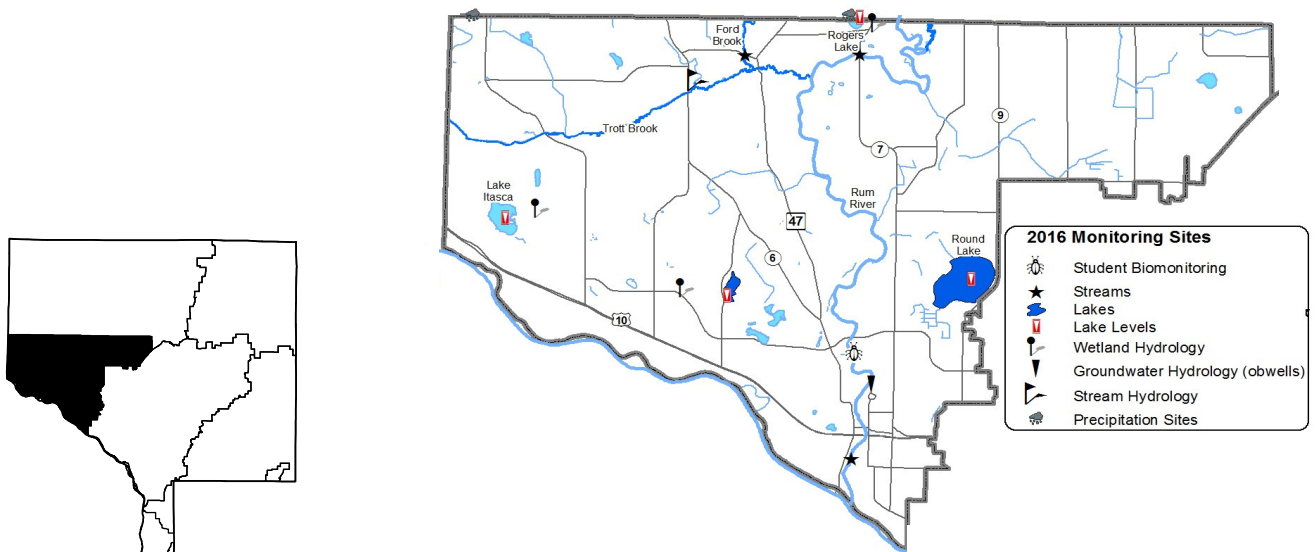 Ford
Brook
Rogers
Lake
9
Trott Brook
7
Lake
Itasca
Rum
River
47
6
Round
Lake
10
2016 Monitoring Sites
Student Biomonitoring
Streams
Lakes
Lake Levels
Wetland Hydrology
Groundwater Hydrology (obwells)
Stream Hydrology
Precipitation Sites